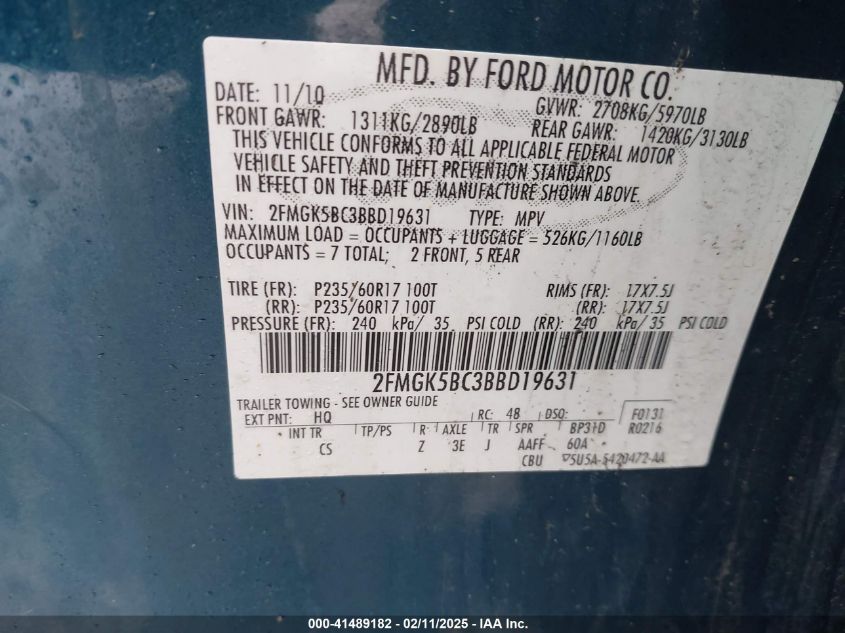 MFD. BY FORD MOTOR CO.
DATE: 11/10 GVWR: 2708KG/5970LB
FRONT GAWR: 1311KG/2890LB REAR GAWR: 1420KG/3130LB
THIS VEHICLE CONFORMS TO ALL APPLICABLE FEDERAL MOTOR
VEHICLE SAFETY AND THEFT PREVENTION STANDARDS
IN EFFECT ON THE DATE OF MANUFACTURE SHOWN ABOVE.
VIN: 2FMGK5BC3BBD19631 TYPE: MPV
MAXIMUM LOAD = OCCUPANTS + LUGGAGE = 526KG/1160LB
OCCUPANTS = 7 TOTAL; 2 FRONT, 5 REAR
TIRE (FR): P235/60R17 100T RIMS (FR): 17X7.5J
(RR): P235/60R17 100T (RR): 17X7.5J
PRESSURE (FR): 240 kPa/ 35 PSI COLD (RR): 240 kPa/ 35 PSI COLD
2FMGK5BC3BBD19631
TRAILER TOWING - SEE OWNER GUIDE
EXT PNT: HQ RC: 48 DSO: F0131
INT TR TP/PS R AXLE TR SPR BP31D R0216
CS Z 3E J AAFF 60A
CBU 5U5A-5420472-AA
000-41489182 - 02/11/2025 - IAA Inc.